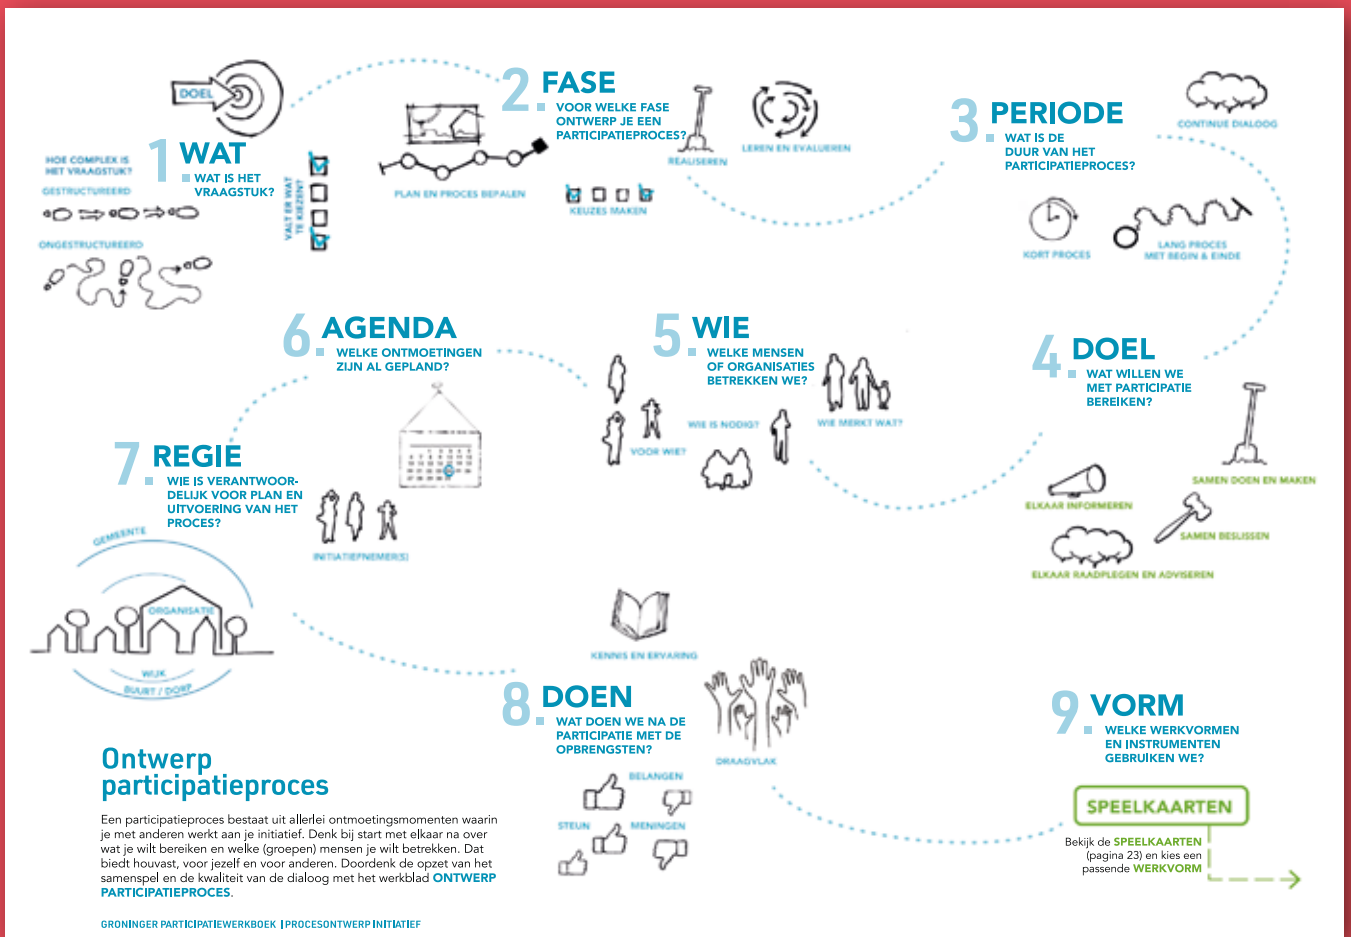 DOEL
1. WAT
WAT IS HET
VRAAGSTUK?
HOE COMPLEX IS
HET VRAAGSTUK?
GESTRUCTUREERD
ONGESTRUCTUREERD
VALT ER WAT
TE KIEZEN?
2. FASE
VOOR WELKE FASE
ONTWERP JE EEN
PARTICIPATIEPROCES?
PLAN EN PROCES BEPALEN
KEUZES MAKEN
REALISEREN
LEREN EN EVALUEREN
3. PERIODE
WAT IS DE
DUUR VAN HET
PARTICIPATIEPROCES?
CONTINUE DIALOOG
KORT PROCES
LANG PROCES
MET BEGIN & EINDE
4. DOEL
WAT WILLEN WE
MET PARTICIPATIE
BEREIKEN?
SAMEN DOEN EN MAKEN
ELKAAR INFORMEREN
SAMEN BESLISSEN
ELKAAR RAADPLEGEN EN ADVISEREN
5. WIE
WELKE MENSEN
OF ORGANISATIES
BETREKKEN WE?
VOOR WIE?
WIE IS NODIG?
WIE MERKT WAT?
6. AGENDA
WELKE ONTMOETINGEN
ZIJN AL GEPLAND?
7. REGIE
WIE IS VERANTWOOR-
DELIJK VOOR PLAN EN
UITVOERING VAN HET
PROCES?
INITIATIEFNEMER(S)
GEMEENTE
ORGANISATIE
WIJK
BUURT / DORP
8. DOEN
WAT DOEN WE NA DE
PARTICIPATIE MET DE
OPBRENGSTEN?
KENNIS EN ERVARING
DRAAGVLAK
BELANGEN
STEUN
MENINGEN
9. VORM
WELKE WERKVORMEN
EN INSTRUMENTEN
GEBRUIKEN WE?
SPEELKAARTEN
Bekijk de SPEELKAARTEN
(pagina 23) en kies een
passende WERKVORM
Ontwerp
participatieproces
Een participatieproces bestaat uit allerlei ontmoetingsmomenten waarin
je met anderen werkt aan je initiatief. Denk bij start met elkaar na over
wat je wilt bereiken en welke (groepen) mensen je wilt betrekken. Dat
biedt houvast, voor jezelf en voor anderen. Doordenk de opzet van het
samenspel en de kwaliteit van de dialoog met het werkblad ONTWERP
PARTICIPATIEPROCES.
GRONINGER PARTICIPATIEWERKBOEK | PROCESONTWERP INITIATIEF